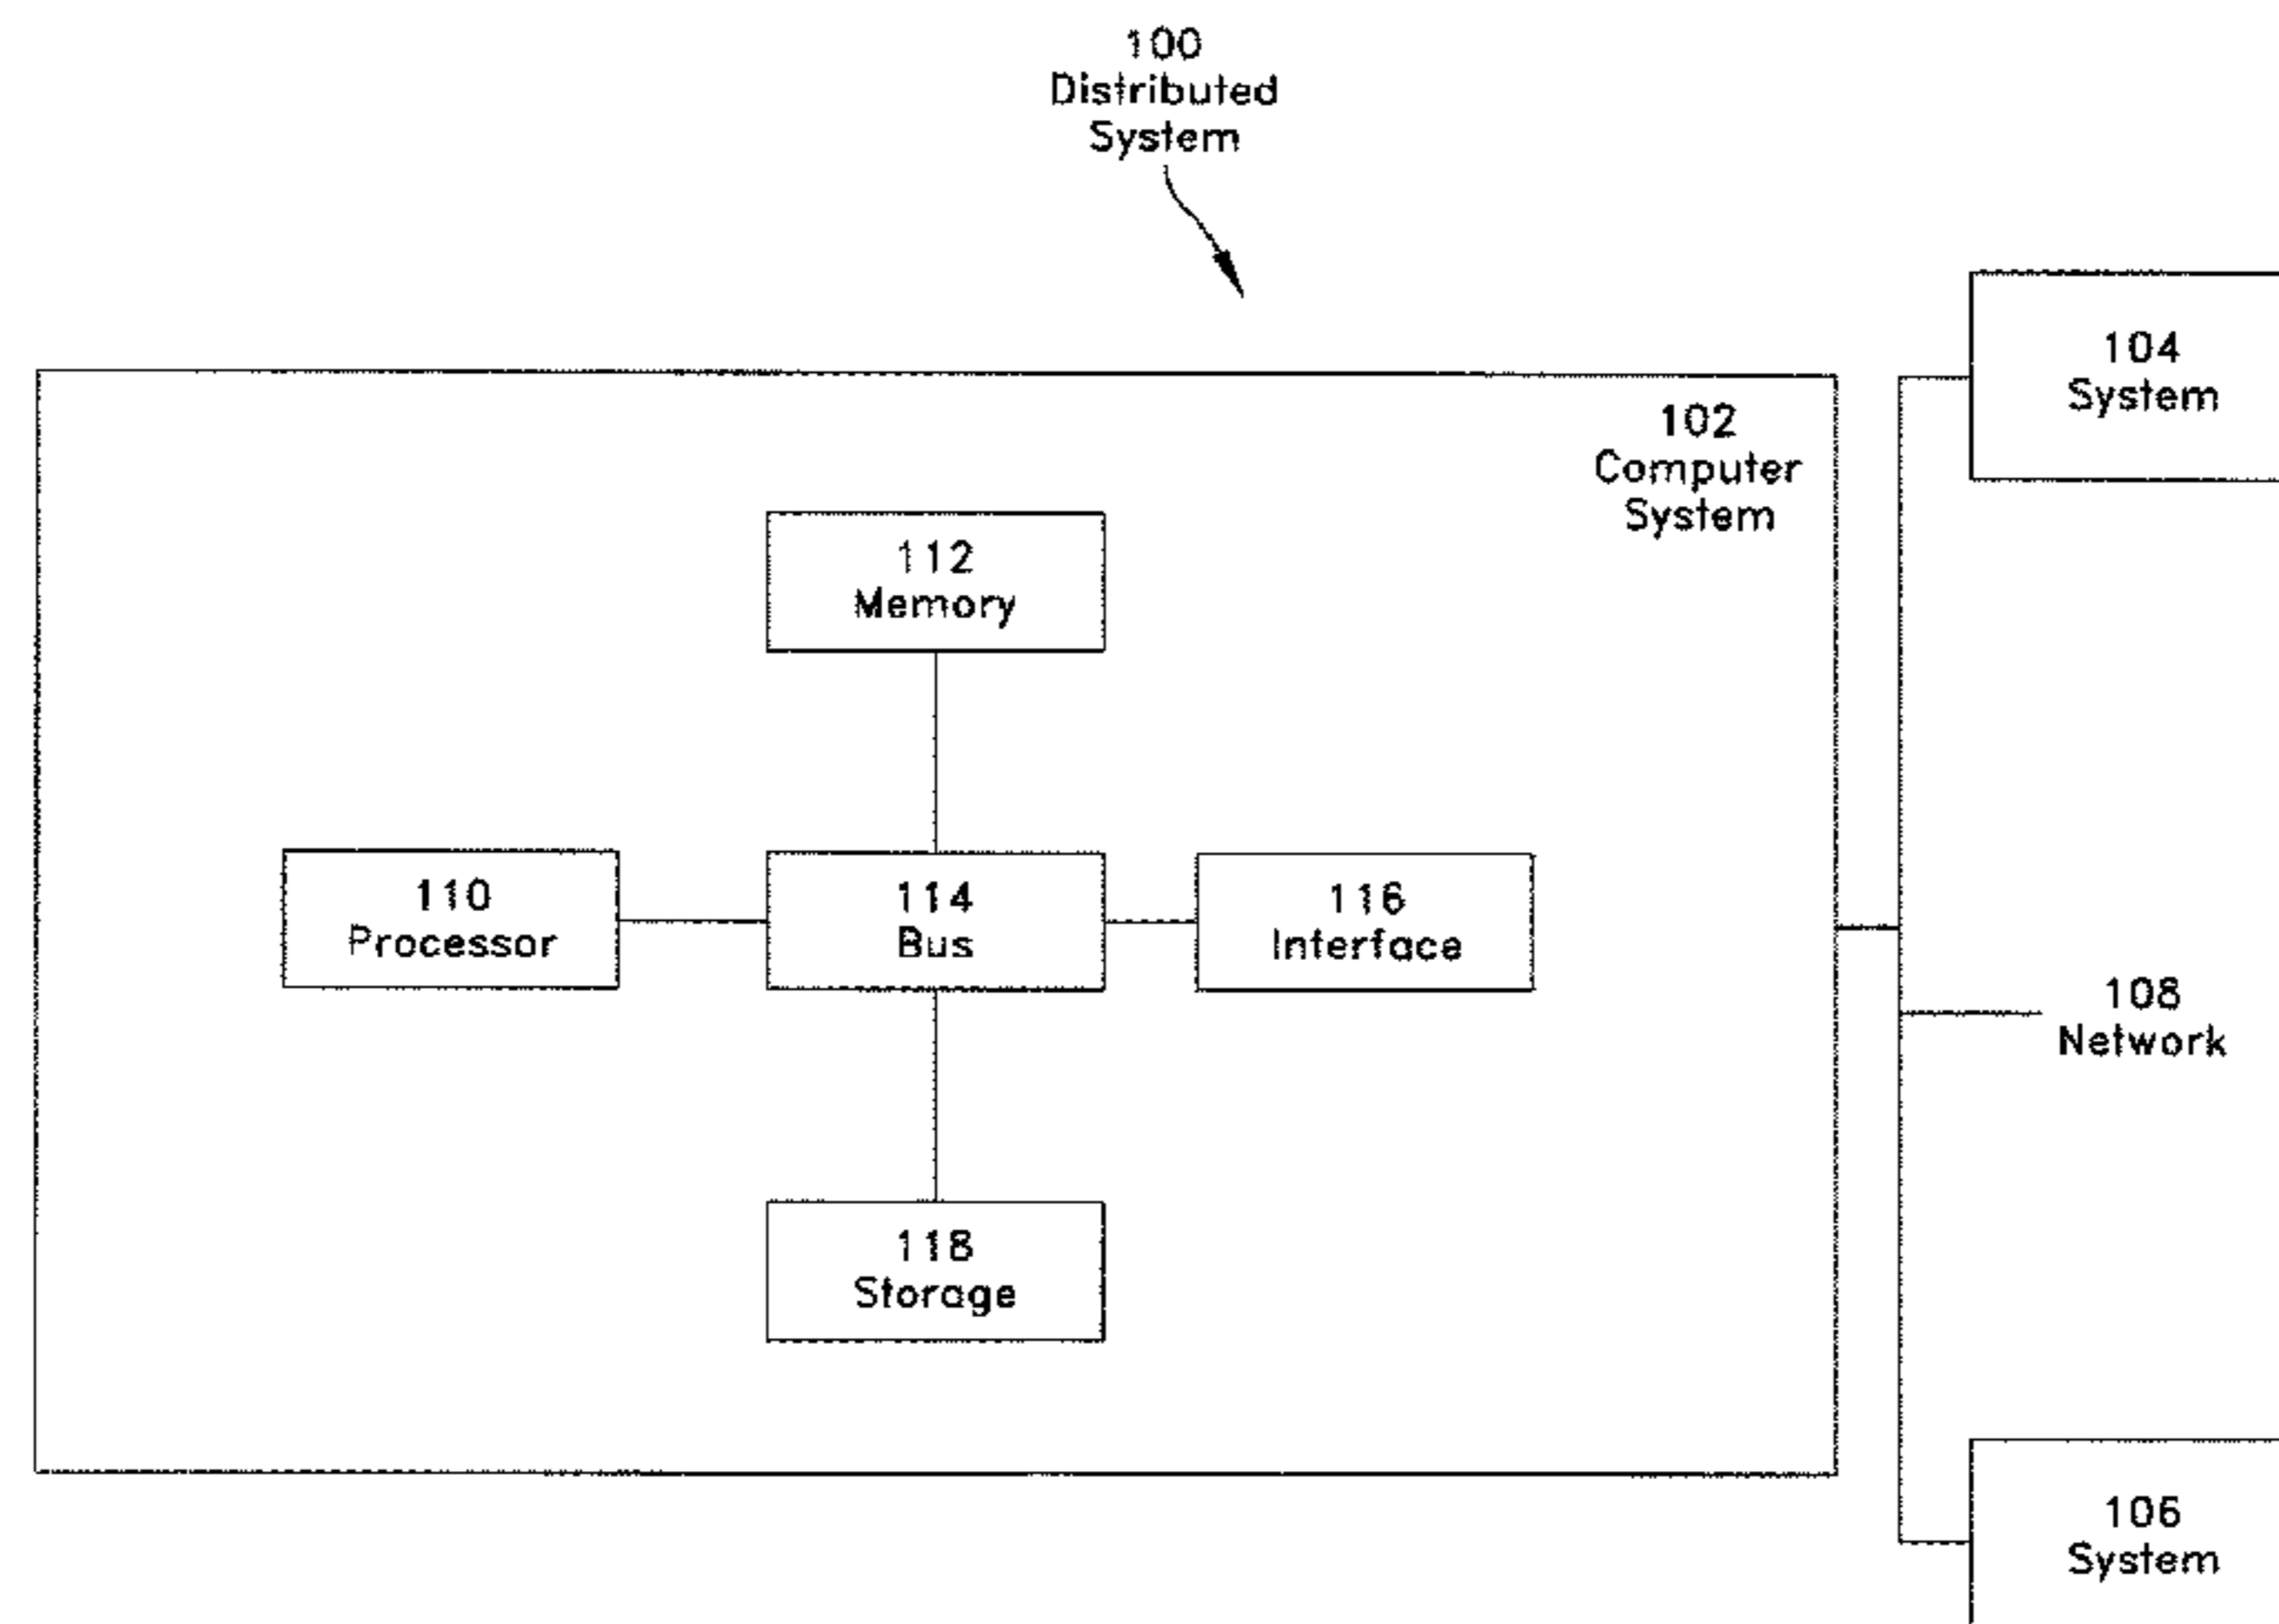 100
Distributed
System
104
System
102
Computer
System
112
Memory
110
Processor
114
Bus
116
Interface
108
Network
118
Storage
106
System